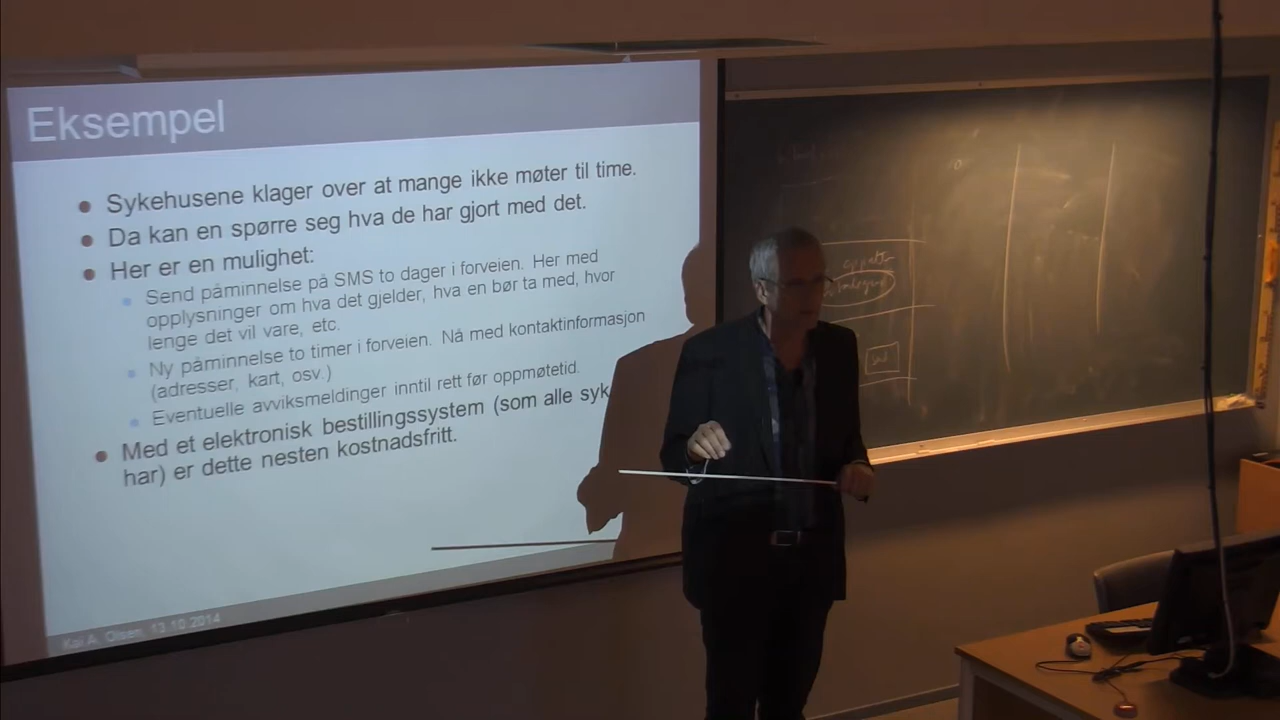 Eksempel
Sykehusene klager over at mange ikke møter til time.
Da kan en spørre seg hva de har gjort med det.
Her er en mulighet:
Send påminnelse på SMS to dager i forveien. Her med
opplysninger om hva det gjelder, hva en bør ta med, hvor
lenge det vil vare, etc.
Ny påminnelse to timer i forveien. Nå med kontaktinformasjon
(adresser, kart, osv.)
Eventuelle avviksmeldinger inntil rett før oppmøtetid.
Med et elektronisk bestillingssystem (som alle syk
har) er dette nesten kostnadsfritt.
Kai A. Olsen, 13.10.2014